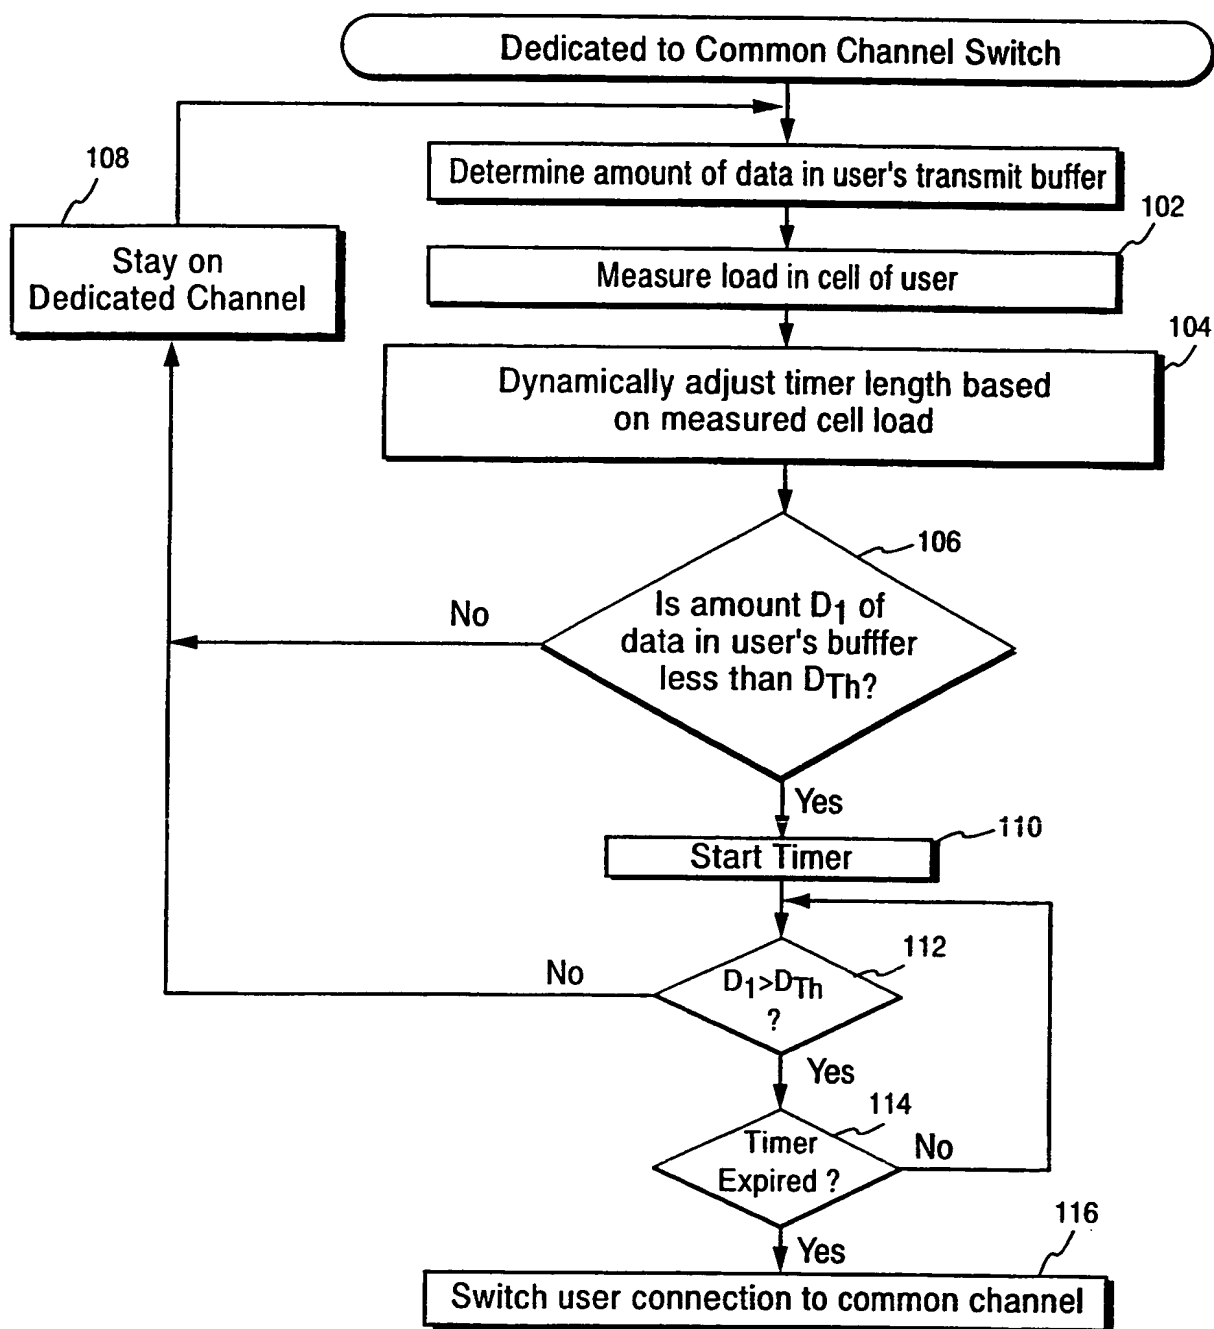 Dedicated to Common Channel Switch
108
Determine amount of data in user's transmit buffer
102
Stay on
Dedicated Channel
Measure load in cell of user
104
Dynamically adjust timer length based
on measured cell load
106
No
Is amount D1 of
data in user's bufffer
less than DTh?
Yes
110
Start Timer
112
No
D1>DTh
?
Yes
114
Timer
Expired ?
No
116
Yes
Switch user connection to common channel